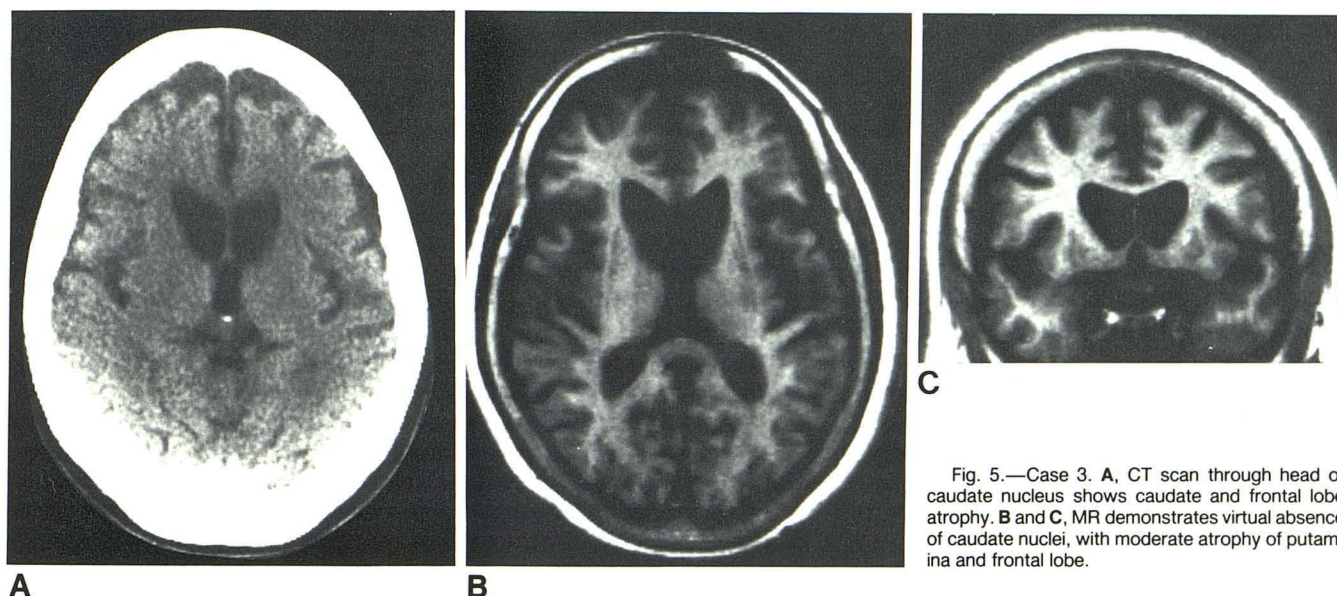 A
B
C
Fig. 5.—Case 3. A, CT scan through head o
caudate nucleus shows caudate and frontal lobe
atrophy. B and C, MR demonstrates virtual absence
of caudate nuclei, with moderate atrophy of putam-
ina and frontal lobe.